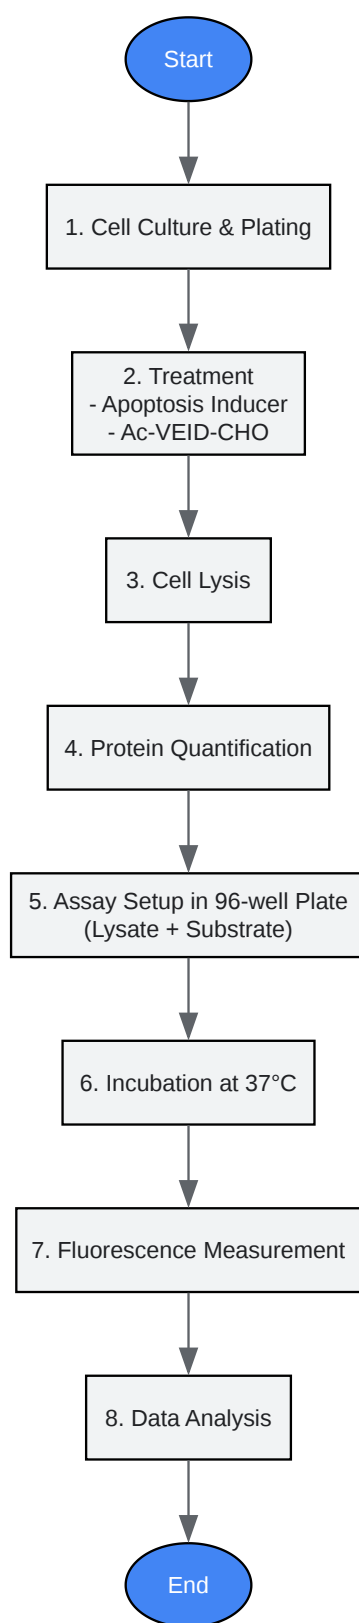 Start
1. Cell Culture & Plating
2. Treatment
- Apoptosis Inducer
- Ac-VEID-CHO
3. Cell Lysis
4. Protein Quantification
5. Assay Setup in 96-well Plate
(Lysate + Substrate)
6. Incubation at 37°C
7. Fluorescence Measurement
8. Data Analysis
End